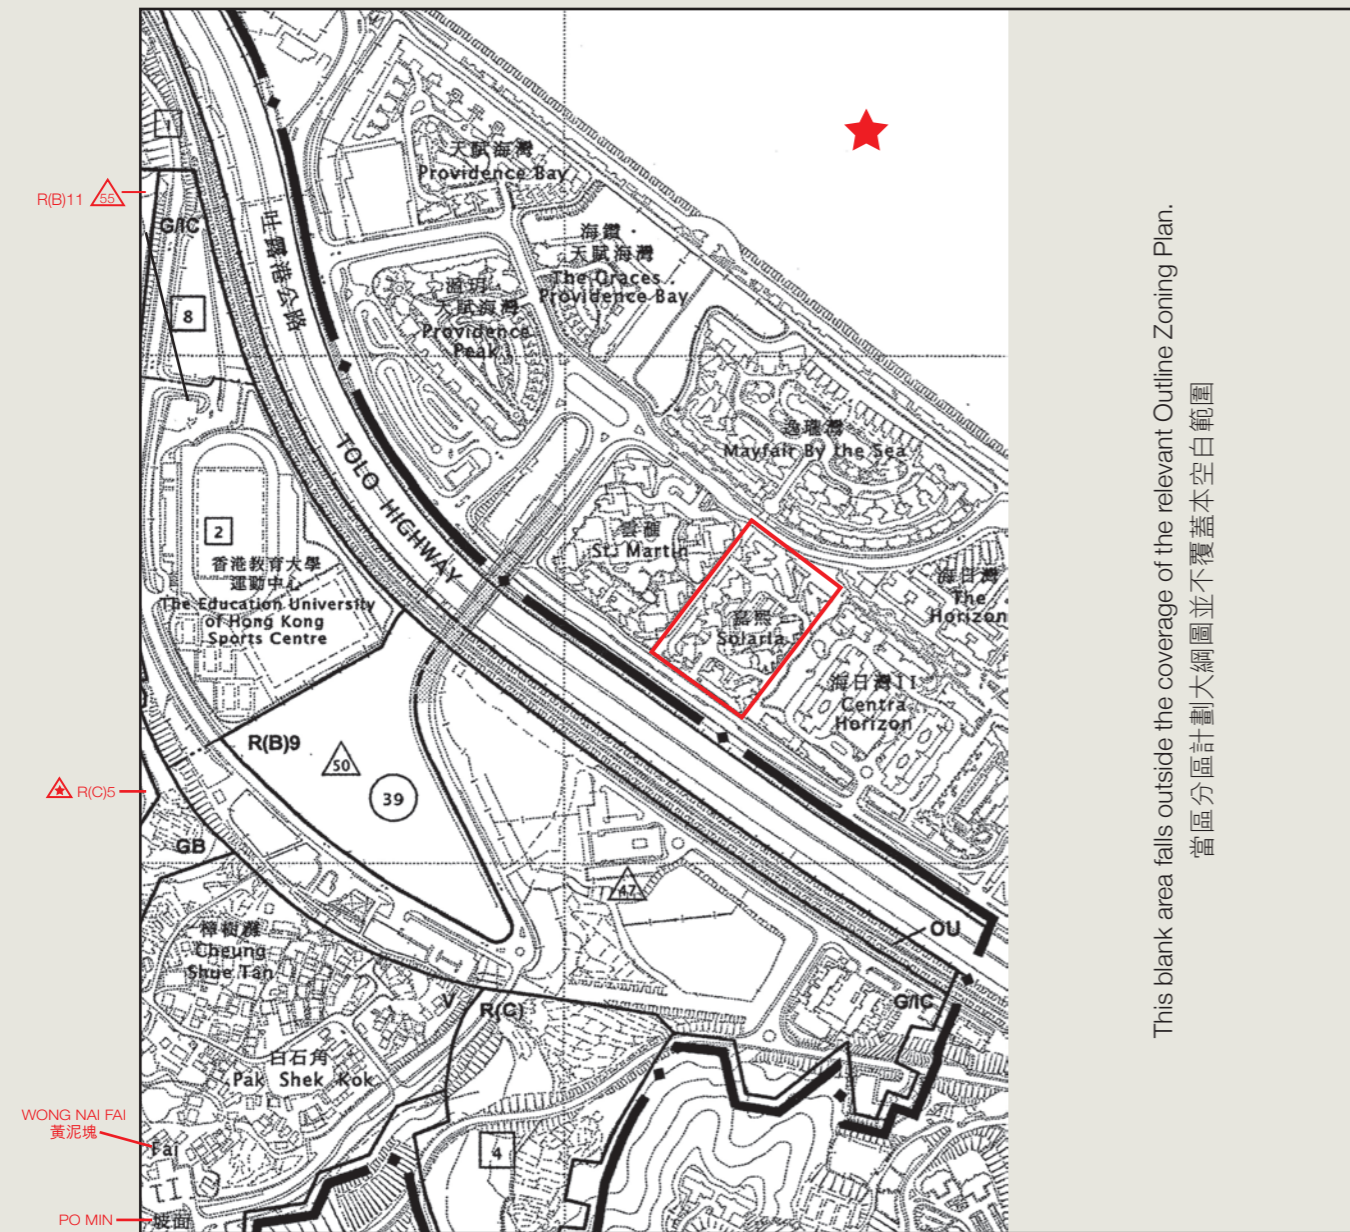 1
天賦海灣
Providence Bay
R(B)11
55
G/IC
吐露港公路
海鑽．
天賦海灣
The Graces .
Providence Bay
8
天賦海灣
Providence
Peak
逸瓏灣
Mayfair By the Sea
TOLO HIGHWAY
2
香港教育大學
運動中心
The Education University
of Hong Kong
Sports Centre
雲滙
St. Martin
嘉熙
Solaria
海日灣
The
Horizon
海日灣II
Centra
Horizon
R(B)9
50
39
R(C)5
GB
47
OU
樟樹灘
Cheung
Shue Tan
V
R(C)
G/IC
白石角
Pak Shek Kok
WONG NAI FAI
黃泥塊
Fai
4
PO MIN
坡面
This blank area falls outside the coverage of the relevant Outline Zoning Plan.
當區分區計劃大綱圖並不覆蓋本空白範圍